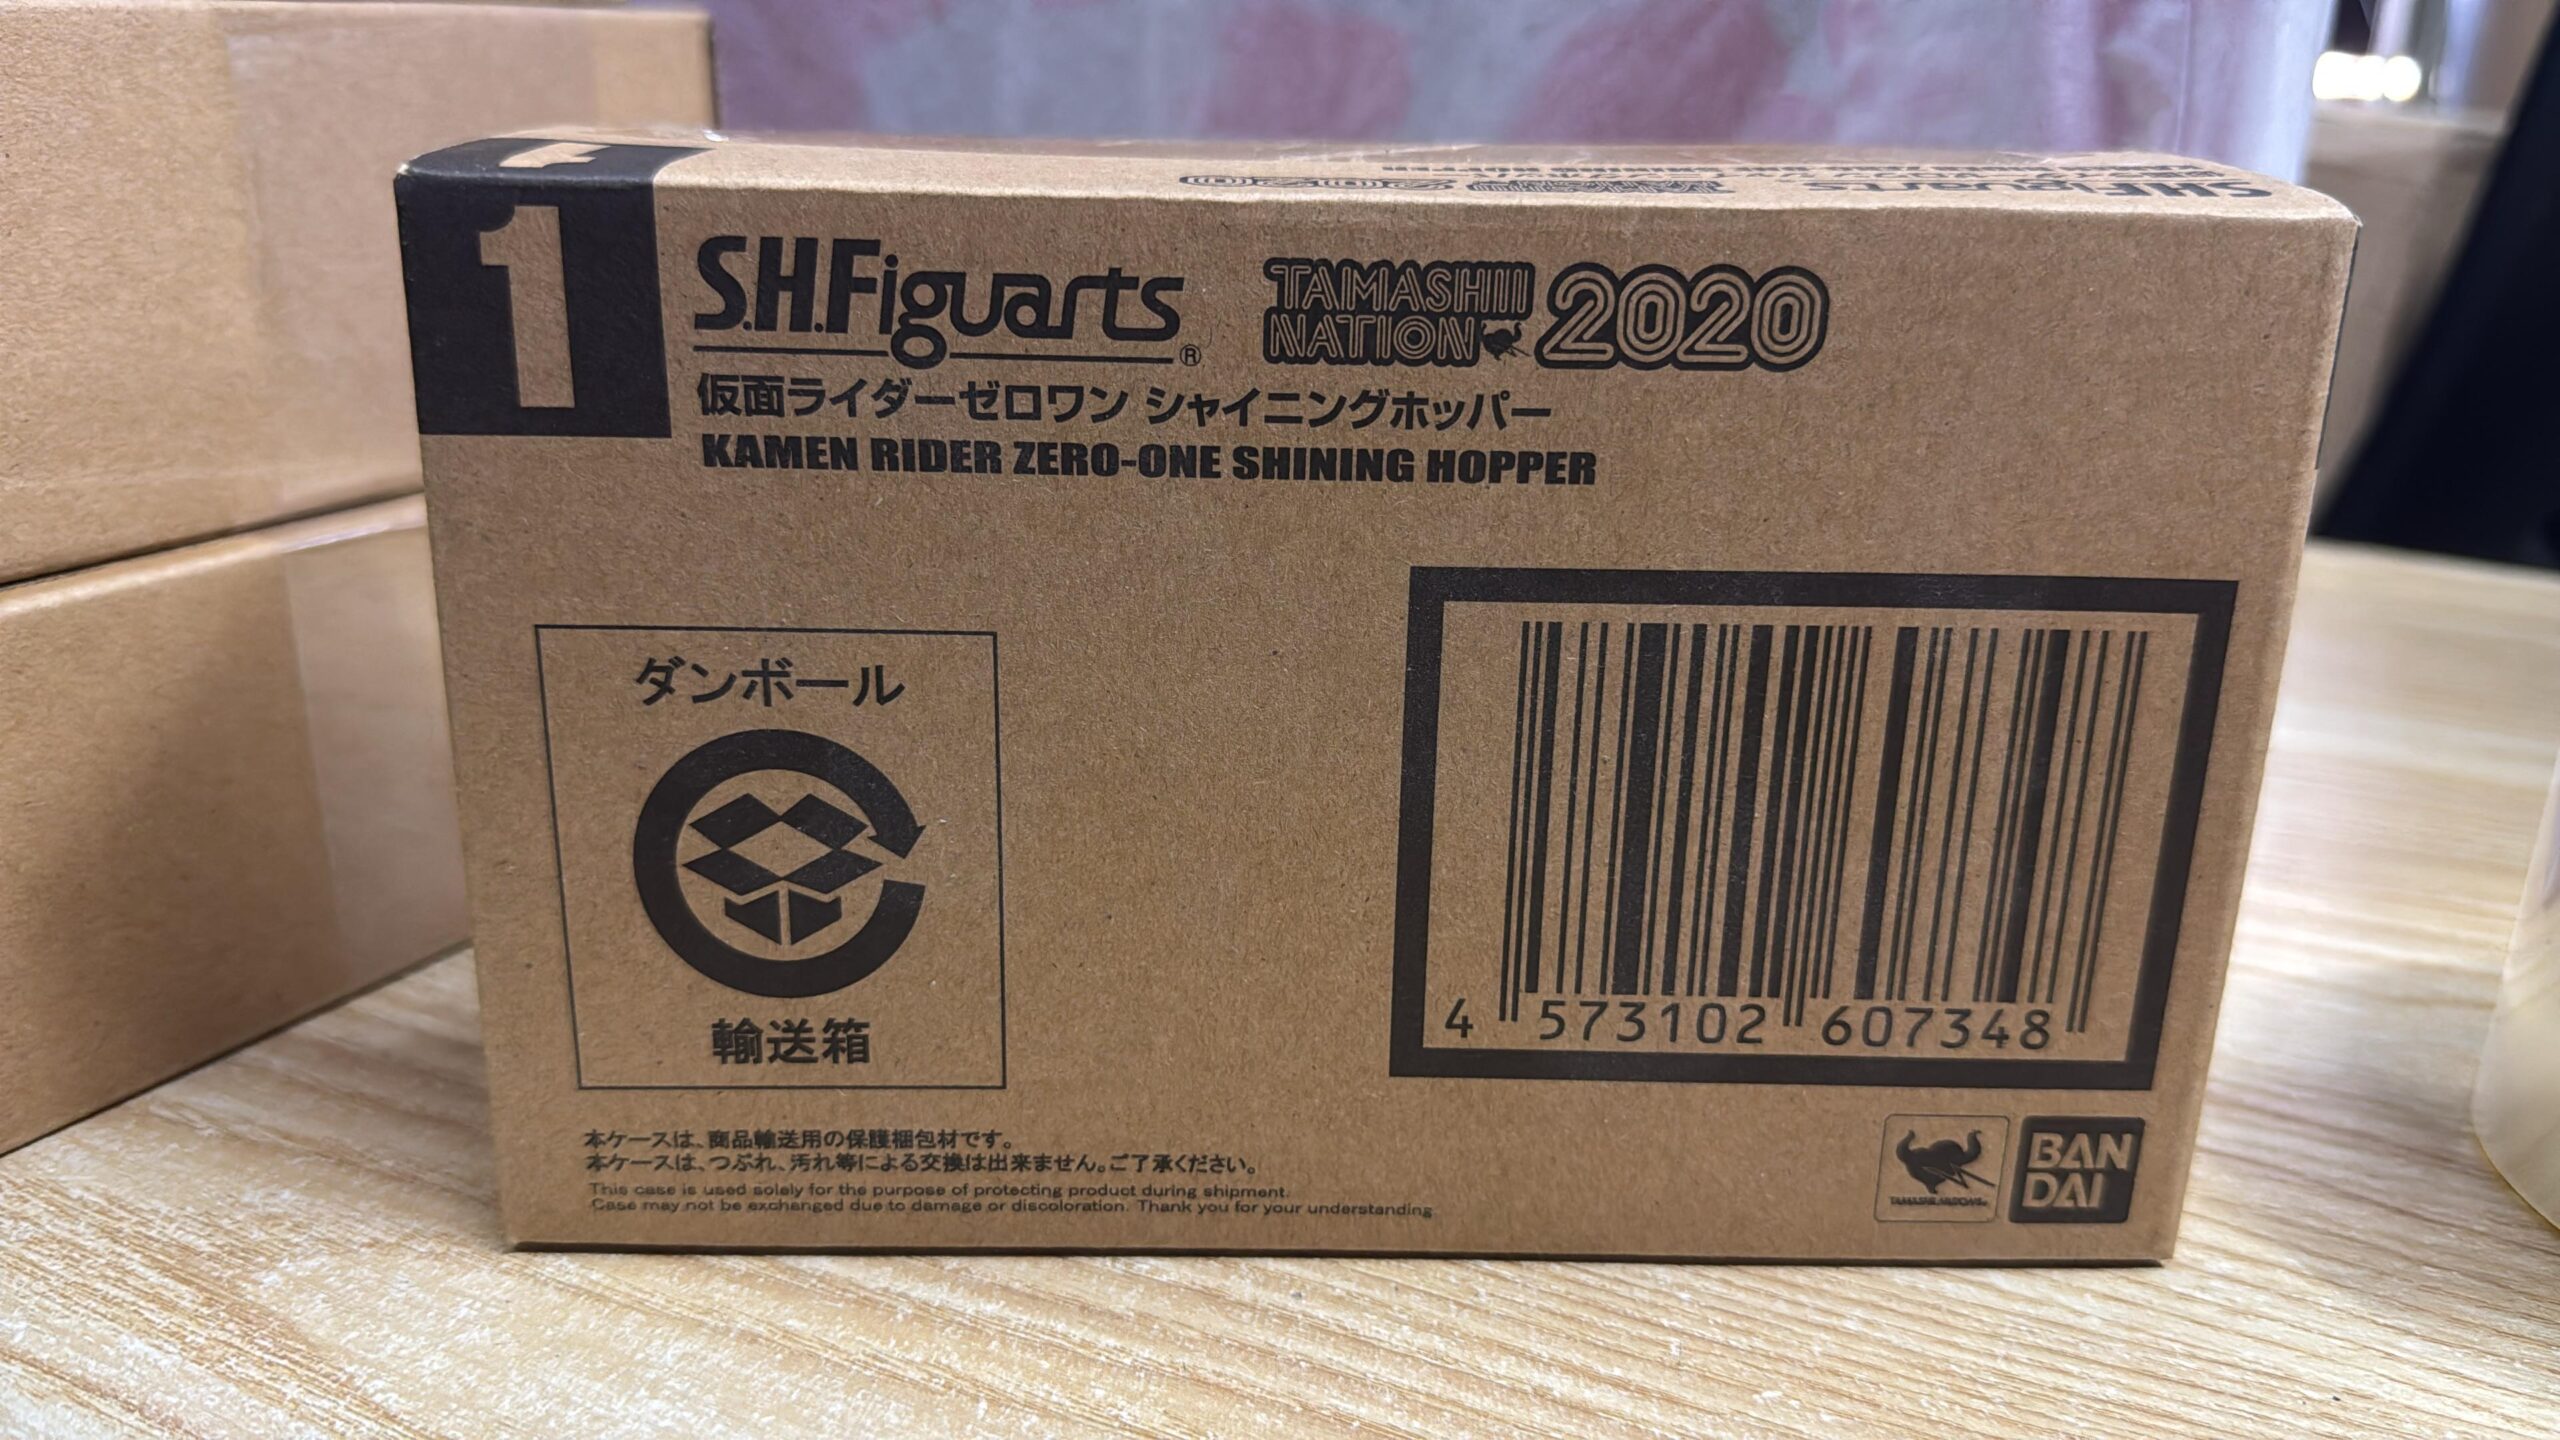 1
S.H.Figuarts®
TAMASHII
NATION 2020
仮面ライダーゼロワン シャイニングホッパー
KAMEN RIDER ZERO-ONE SHINING HOPPER
ダンボール
輸送箱
4 573102 607348
本ケースは、商品輸送用の保護梱包材です。
本ケースは、つぶれ、汚れ等による交換は出来ません。ご了承ください。
This case is used solely for the purpose of protecting product during shipment.
Case may not be exchanged due to damage or discoloration. Thank you for your understanding
TAMASHII NATIONS
BAN
DAI